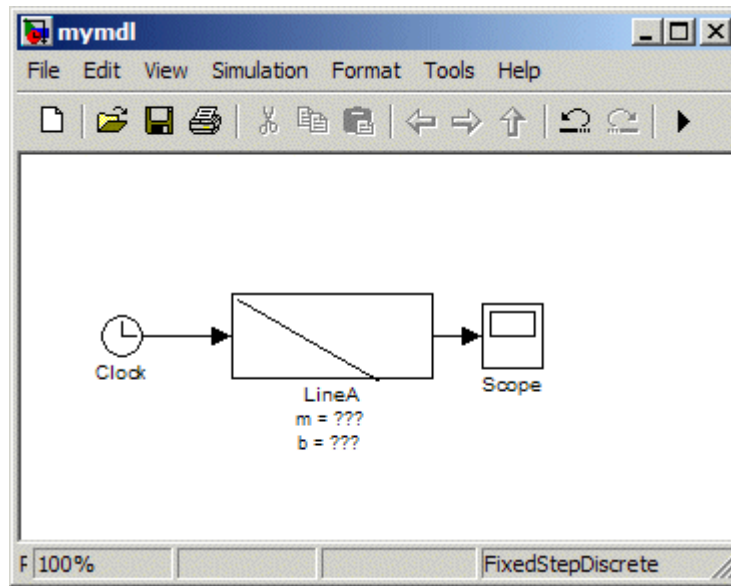 mymdl
File Edit View Simulation Format Tools Help
Clock
LineA
m = ???
b = ???
Scope
F 100% FixedStepDiscrete